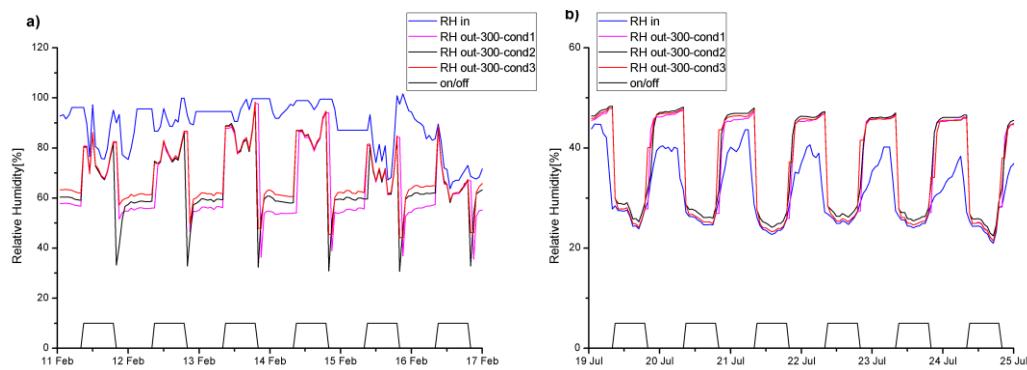 a)
RH in
RH out-300-cond1
RH out-300-cond2
RH out-300-cond3
on/off
Relative Humidity[%]
120
100
80
60
40
20
0
11 Feb
12 Feb
13 Feb
14 Feb
15 Feb
16 Feb
17 Feb
b)
RH in
RH out-300-cond1
RH out-300-cond2
RH out-300-cond3
on/off
Relative Humidity[%]
60
40
20
0
19 Jul
20 Jul
21 Jul
22 Jul
23 Jul
24 Jul
25 Jul